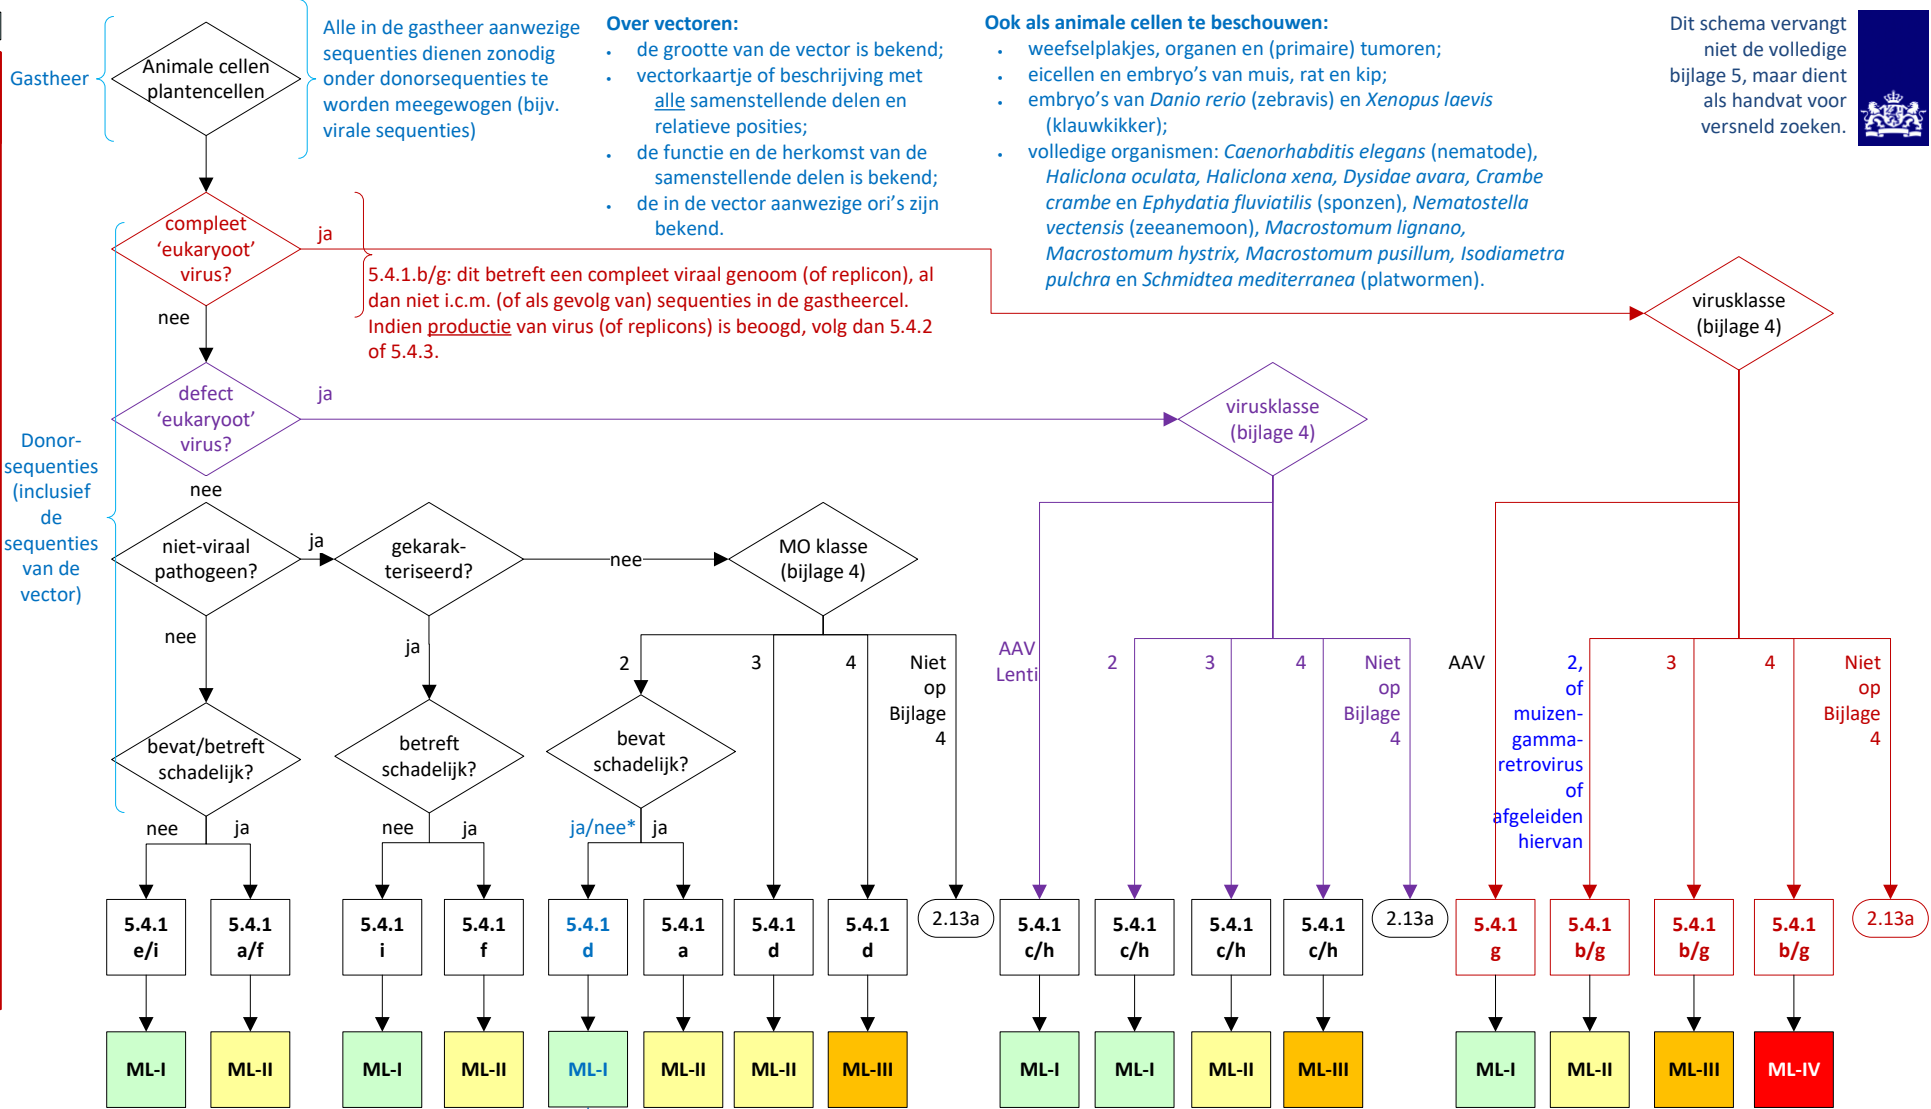 Gastheer
Animale cellen
plantencellen
Alle in de gastheer aanwezige
sequenties dienen zonodig
onder donorsequenties te
worden meegewogen (bijv.
virale sequenties)
Over vectoren:
• de grootte van de vector is bekend;
• vectorkaartje of beschrijving met
alle samenstellende delen en
relatieve posities;
• de functie en de herkomst van de
samenstellende delen is bekend;
• de in de vector aanwezige ori's zijn
bekend.
Ook als animale cellen te beschouwen:
• weefselplakjes, organen en (primaire) tumoren;
• eicellen en embryo's van muis, rat en kip;
• embryo's van Danio rerio (zebravis) en Xenopus laevis
(klauwkikker);
• volledige organismen: Caenorhabditis elegans (nematode),
Haliclona oculata, Haliclona xena, Dysidae avara, Crambe
crambe en Ephydatia fluviatilis (sponzen), Nematostella
vectensis (zeeanemoon), Macrostomum lignano,
Macrostomum hystrix, Macrostomum pusillum, Isodiametra
pulchra en Schmidtea mediterranea (platwormen).
Dit schema vervangt
niet de volledige
bijlage 5, maar dient
als handvat voor
versneld zoeken.
compleet
‘eukaryoot’
virus?
ja
nee
5.4.1.b/g: dit betreft een compleet viraal genoom (of replicon), al
dan niet i.c.m. (of als gevolg van) sequenties in de gastheercel.
Indien productie van virus (of replicons) is beoogd, volg dan 5.4.2
of 5.4.3.
virusklasse
(bijlage 4)
defect
‘eukaryoot’
virus?
ja
nee
virusklasse
(bijlage 4)
Donor-
sequenties
(inclusief
de
sequenties
van de
vector)
niet-viraal
pathogeen?
ja
nee
gekarak-
teriseerd?
nee
ja
MO klasse
(bijlage 4)
2
3
4
Niet
op
Bijlage
4
AAV
Lenti
2
3
4
Niet
op
Bijlage
4
AAV
2,
of
muizen-
gamma-
retrovirus
of
afgeleiden
hiervan
3
4
Niet
op
Bijlage
4
bevat/betreft
schadelijk?
betreft
schadelijk?
bevat
schadelijk?
nee
ja
nee
ja
ja/nee*
ja
5.4.1
e/i
5.4.1
a/f
5.4.1
i
5.4.1
f
5.4.1
d
5.4.1
a
5.4.1
d
5.4.1
d
2.13a
5.4.1
c/h
5.4.1
c/h
5.4.1
c/h
5.4.1
c/h
2.13a
5.4.1
g
5.4.1
b/g
5.4.1
b/g
5.4.1
b/g
2.13a
ML-I
ML-II
ML-I
ML-II
ML-I
ML-II
ML-II
ML-III
ML-I
ML-I
ML-II
ML-III
ML-I
ML-II
ML-III
ML-IV